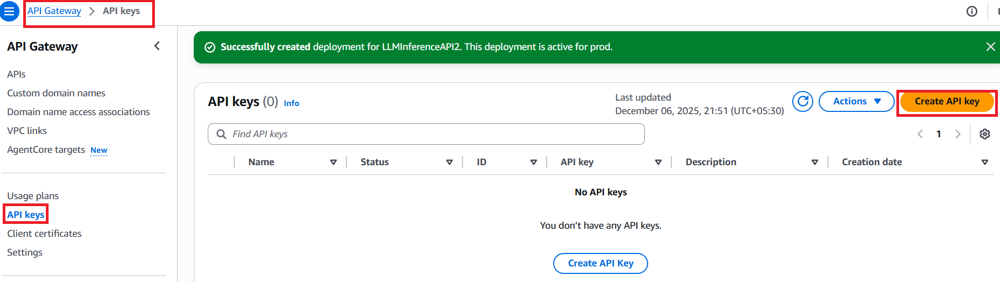 API Gateway > API keys
API Gateway
APIs
Custom domain names
Domain name access associations
VPC links
AgentCore targets New
Usage plans
API keys
Client certificates
Settings
Successfully created deployment for LLMInferenceAPI2. This deployment is active for prod.
API keys (0) Info
Last updated
December 06, 2025, 21:51 (UTC+05:30)
Actions
Create API key
Find API keys
1
Name Status ID API key Description Creation date
No API keys
You don't have any API keys.
Create API Key